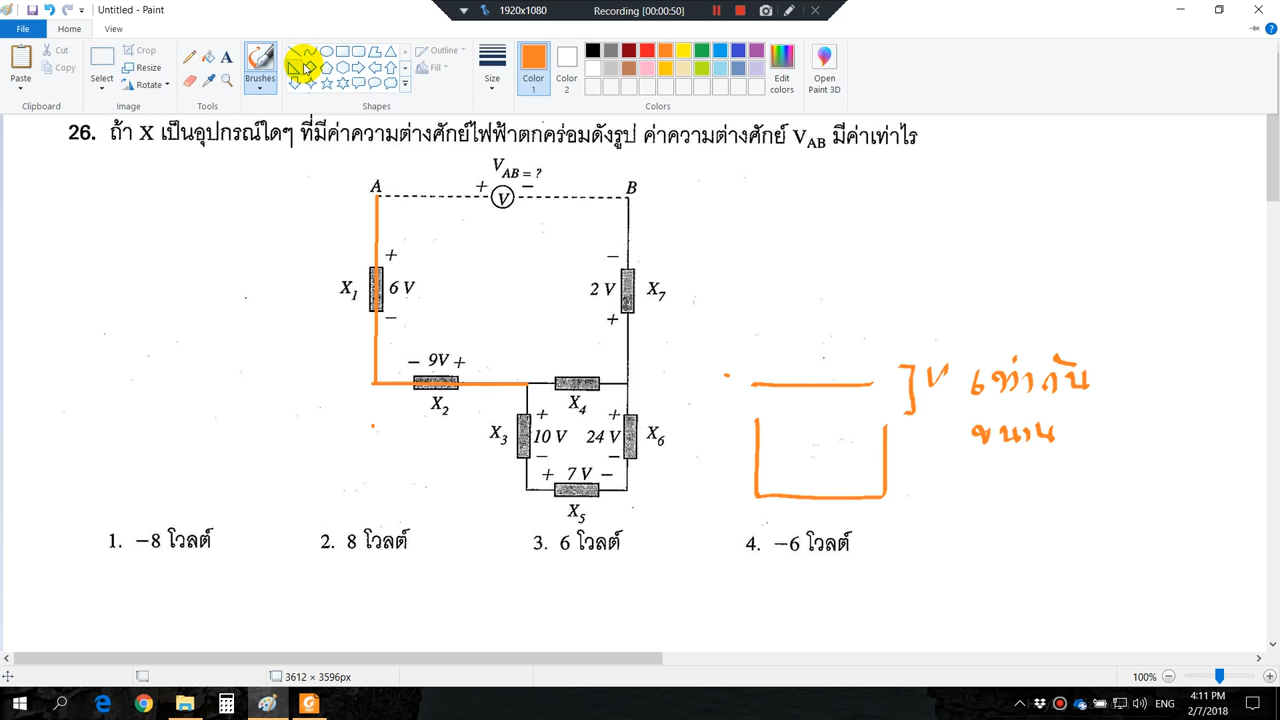 Untitled - Paint
1920x1080
Recording [00:00:50]
File
Home
View
Paste
Cut
Copy
Clipboard
Select
Crop
Resize
Rotate
Image
A
Tools
Brushes
Outline
Fill
Shapes
Size
Color 1
Color 2
Edit colors
Open Paint 3D
Colors
26. ถ้า X เป็นอุปกรณ์ใดๆ ที่มีค่าความต่างศักย์ไฟฟ้าตกคร่อมดังรูป ค่าความต่างศักย์ VAB มีค่าเท่าไร
VAB = ?
A + V − B
+ −
X1 6 V 2 V X7
− +
− 9V +
X2 X4
+ +
X3 10 V 24 V X6
− −
+ 7 V −
X5
V เท่ากับ
ขนาน
1. −8 โวลต์ 2. 8 โวลต์ 3. 6 โวลต์ 4. −6 โวลต์
3612 × 3596px
100%
ENG
4:11 PM
2/7/2018